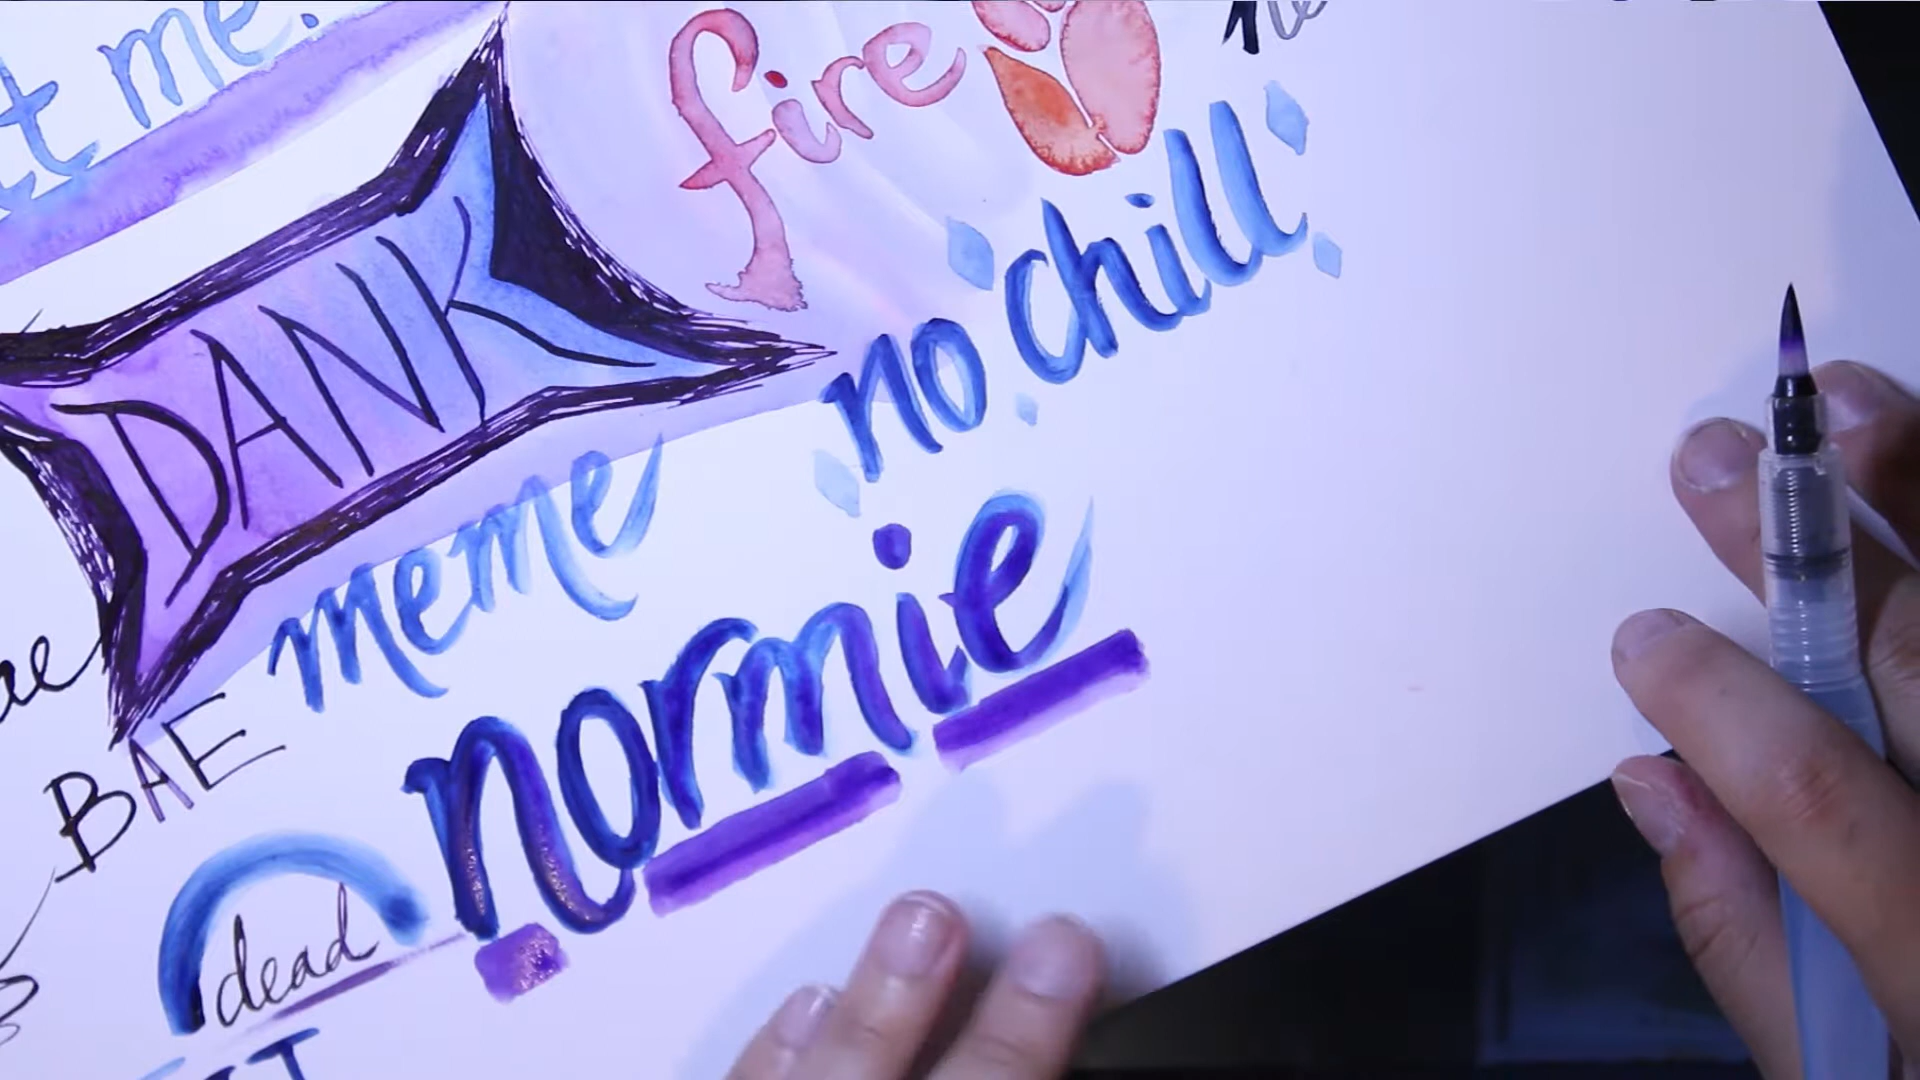 t me.
fire
no chill
DANK
meme
normie
BAE
dead